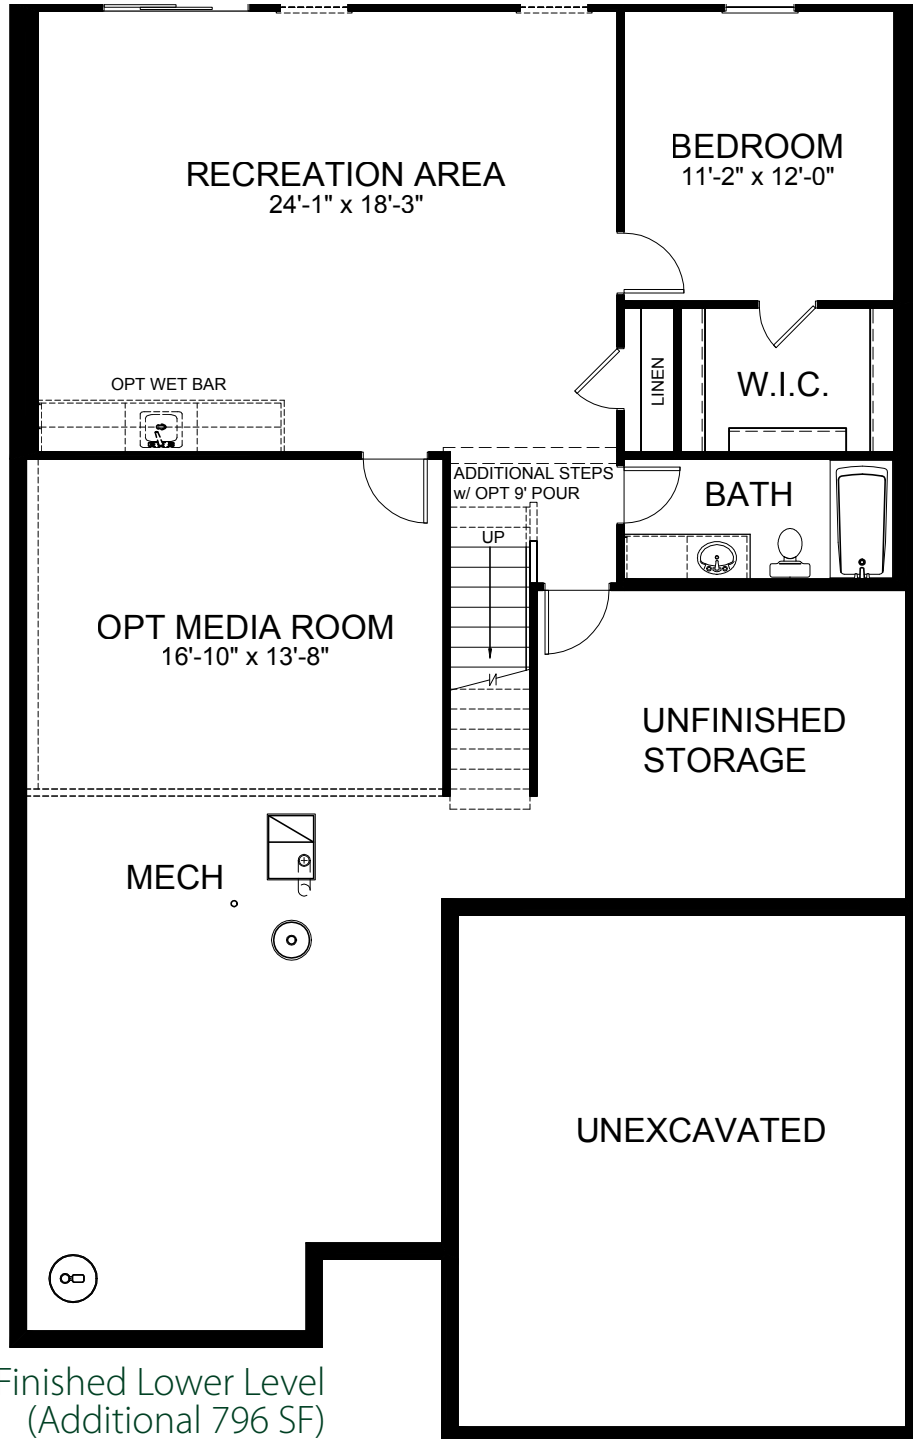 RECREATION AREA
24'-1" x 18'-3"
BEDROOM
11'-2" x 12'-0"
OPT WET BAR
LINEN
W.I.C.
ADDITIONAL STEPS
w/ OPT 9' POUR
UP
BATH
OPT MEDIA ROOM
16'-10" x 13'-8"
UNFINISHED
STORAGE
MECH
UNEXCAVATED
Finished Lower Level
(Additional 796 SF)